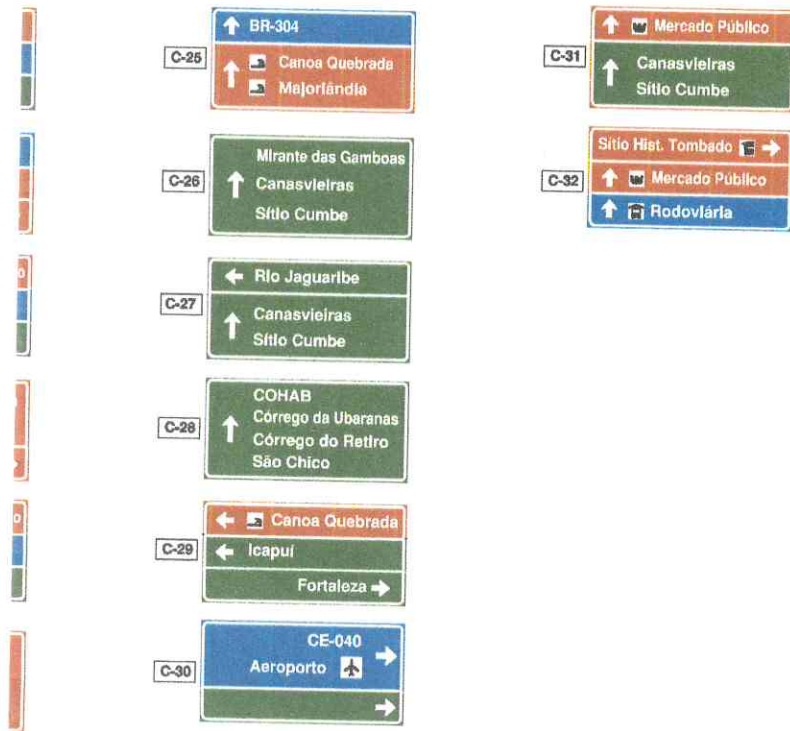 C-25
BR-304
Canoa Quebrada
Majorlândia
C-26
Mirante das Gamboas
Canasvieiras
Sítio Cumbe
C-27
Rio Jaguaribe
Canasvieiras
Sítio Cumbe
C-28
COHAB
Córrego da Ubaranas
Córrego do Retiro
São Chico
C-29
Canoa Quebrada
Icapuí
Fortaleza
C-30
CE-040
Aeroporto
C-31
Mercado Público
Canasvieiras
Sítio Cumbe
C-32
Sítio Hist. Tombado
Mercado Público
Rodoviária